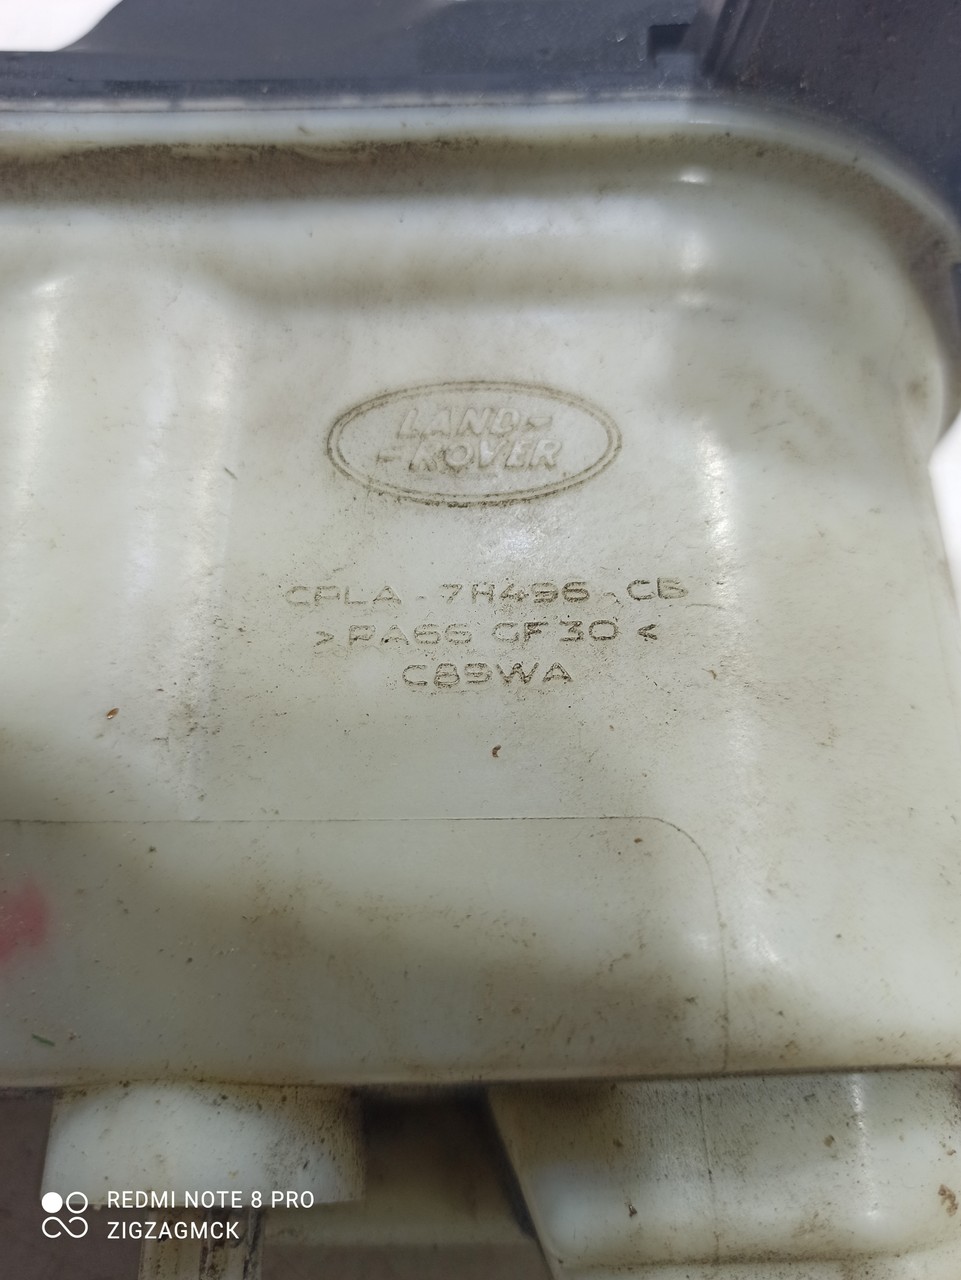 LAND-
-ROVER
CPLA-7H496-CB
>PA66 GF30<
C89WA
REDMI NOTE 8 PRO
ZIGZAGMCK